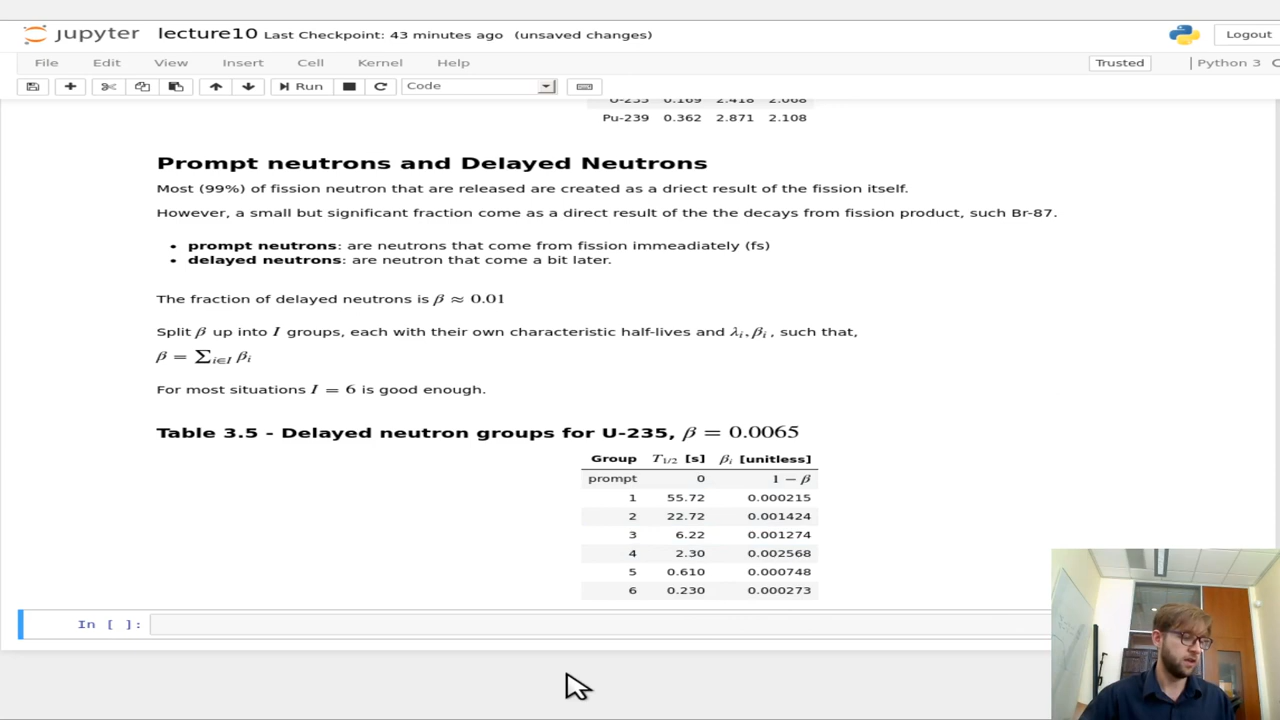 jupyter lecture10 Last Checkpoint: 43 minutes ago (unsaved changes) Logout
File Edit View Insert Cell Kernel Help Trusted Python 3
Run Code
U-235 0.169 2.418 2.068
Pu-239 0.362 2.871 2.108
Prompt neutrons and Delayed Neutrons
Most (99%) of fission neutron that are released are created as a driect result of the fission itself.
However, a small but significant fraction come as a direct result of the the decays from fission product, such Br-87.
• prompt neutrons: are neutrons that come from fission immeadiately (fs)
• delayed neutrons: are neutron that come a bit later.
The fraction of delayed neutrons is β ≈ 0.01
Split β up into I groups, each with their own characteristic half-lives and λᵢ, βᵢ, such that,
β = ∑ᵢ∈I βᵢ
For most situations I = 6 is good enough.
Table 3.5 - Delayed neutron groups for U-235, β = 0.0065
Group T1/2 [s] βᵢ [unitless]
prompt 0 1 − β
1 55.72 0.000215
2 22.72 0.001424
3 6.22 0.001274
4 2.30 0.002568
5 0.610 0.000748
6 0.230 0.000273
In [ ]: